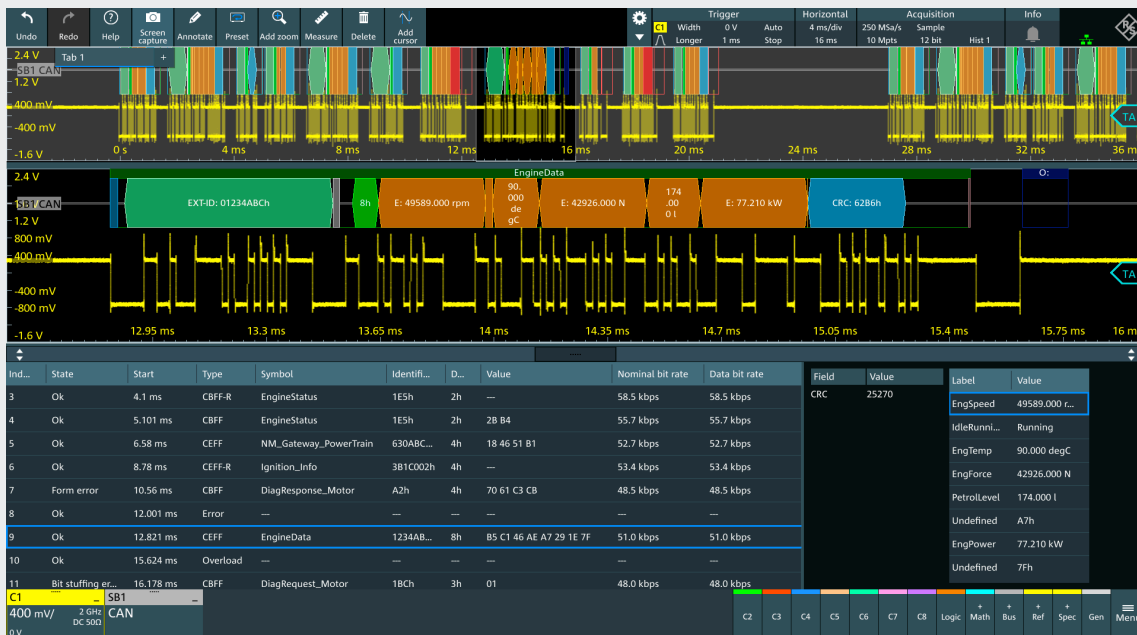 Undo
Redo
Help
Screen capture
Annotate
Preset
Add zoom
Measure
Delete
Add cursor
Trigger
C1 Width 0 V Auto
Longer 1 ms Stop
Horizontal
4 ms/div
16 ms
Acquisition
250 MSa/s Sample
10 Mpts 12 bit Hist 1
Info
R S
Tab 1 +
2.4 V
SB1 CAN
1.2 V
400 mV
-400 mV
-1.6 V
TA
0 s 4 ms 8 ms 12 ms 16 ms 20 ms 24 ms 28 ms 32 ms 36 m
2.4 V
EngineData
O:
SB1 CAN
EXT-ID: 01234ABCh
8h
E: 49589.000 rpm
90.
000
de
gC
E: 42926.000 N
174
.00
0 l
E: 77.210 kW
CRC: 62B6h
1.2 V
800 mV
400 mV
-400 mV
-800 mV
-1.6 V
TA
12.95 ms 13.3 ms 13.65 ms 14 ms 14.35 ms 14.7 ms 15.05 ms 15.4 ms 15.75 ms 16 m
Ind... State Start Type Symbol Identifi... D... Value Nominal bit rate Data bit rate
3 Ok 4.1 ms CBFF-R EngineStatus 1E5h 2h --- 58.5 kbps 58.5 kbps
4 Ok 5.101 ms CBFF EngineStatus 1E5h 2h 2B B4 55.7 kbps 55.7 kbps
5 Ok 6.58 ms CEFF NM_Gateway_PowerTrain 630ABC... 4h 18 46 51 B1 52.7 kbps 52.7 kbps
6 Ok 8.78 ms CEFF-R Ignition_Info 3B1C002h 4h --- 53.4 kbps 53.4 kbps
7 Form error 10.56 ms CBFF DiagResponse_Motor A2h 4h 70 61 C3 CB 48.5 kbps 48.5 kbps
8 Ok 12.001 ms Error --- --- --- --- --- ---
9 Ok 12.821 ms CEFF EngineData 1234AB... 8h B5 C1 46 AE A7 29 1E 7F 51.0 kbps 51.0 kbps
10 Ok 15.624 ms Overload --- --- --- --- --- ---
11 Bit stuffing er... 16.178 ms CBFF DiagRequest_Motor 1BCh 3h 01 48.0 kbps 48.0 kbps
Field Value
CRC 25270
Label Value
EngSpeed 49589.000 r...
IdleRunni... Running
EngTemp 90.000 degC
EngForce 42926.000 N
PetrolLevel 174.000 l
Undefined A7h
EngPower 77.210 kW
Undefined 7Fh
C1
400 mV/ 2 GHz
DC 50Ω
0 V
SB1
CAN
C2
C3
C4
C5
C6
C7
C8
Logic
+ Math
+ Bus
+ Ref
+ Spec
Gen
Menu